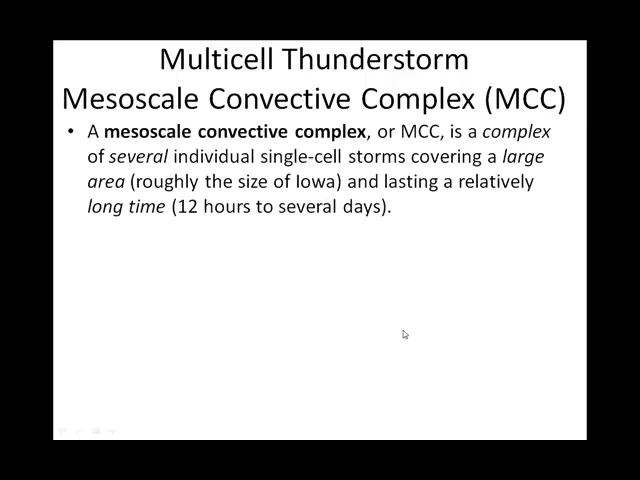 Multicell Thunderstorm
Mesoscale Convective Complex (MCC)
• A mesoscale convective complex, or MCC, is a complex
of several individual single-cell storms covering a large
area (roughly the size of Iowa) and lasting a relatively
long time (12 hours to several days).